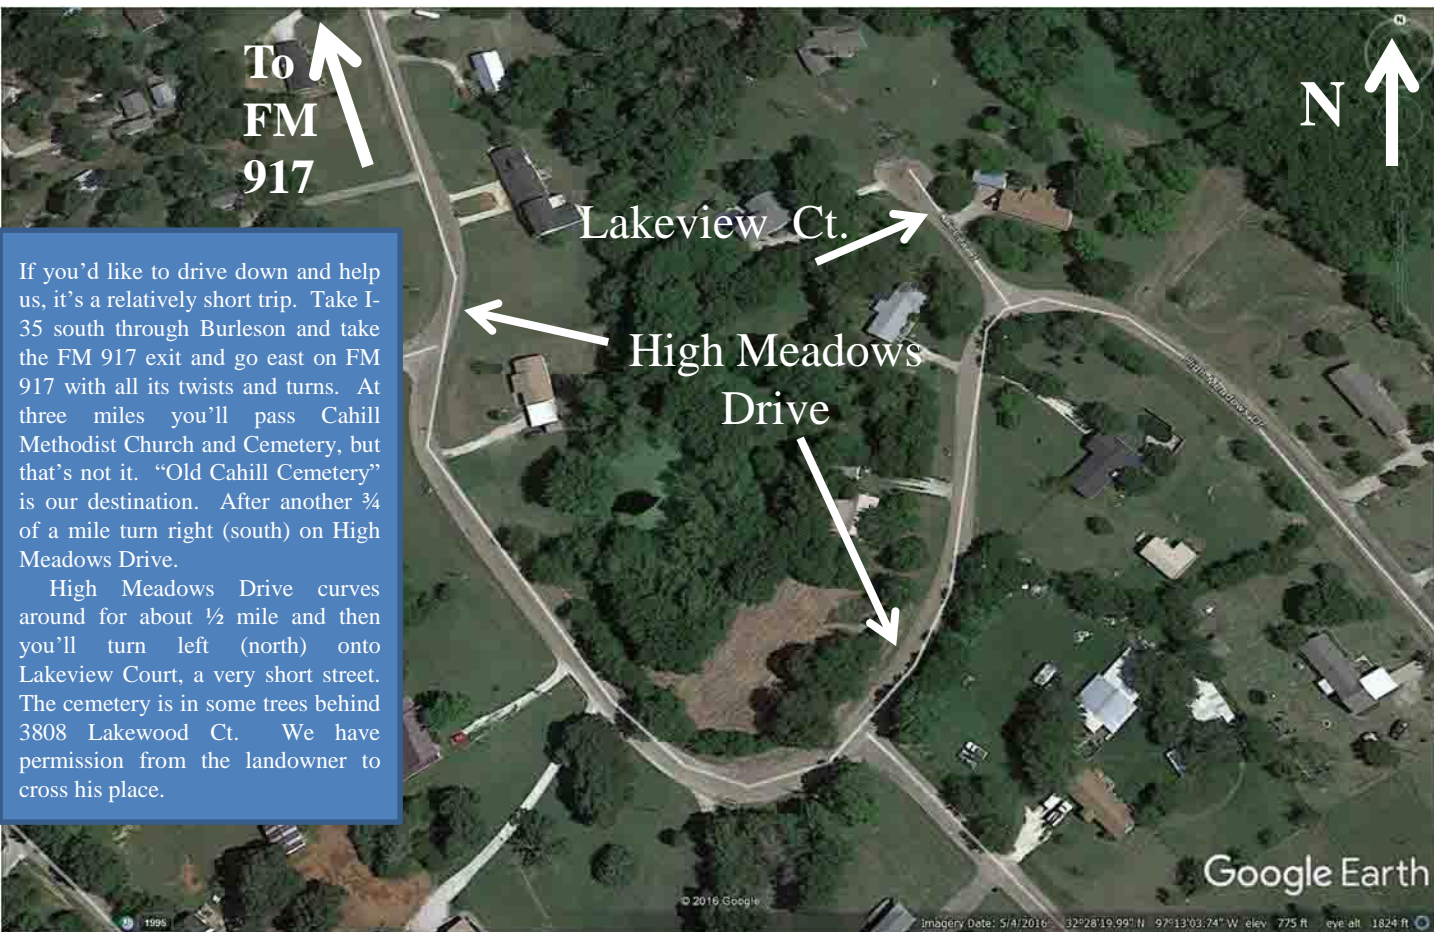 To
FM
917
N
Lakeview Ct.
High Meadows
Drive
If you’d like to drive down and help
us, it’s a relatively short trip. Take I-
35 south through Burleson and take
the FM 917 exit and go east on FM
917 with all its twists and turns. At
three miles you’ll pass Cahill
Methodist Church and Cemetery, but
that’s not it. “Old Cahill Cemetery”
is our destination. After another ¾
of a mile turn right (south) on High
Meadows Drive.
High Meadows Drive curves
around for about ½ mile and then
you’ll turn left (north) onto
Lakeview Court, a very short street.
The cemetery is in some trees behind
3808 Lakewood Ct. We have
permission from the landowner to
cross his place.
N
High Meadows Dr
Google Earth
© 2016 Google
1995
Imagery Date: 5/4/2016 32°28'19.99" N 97°13'03.74" W elev 775 ft eye alt 1824 ft